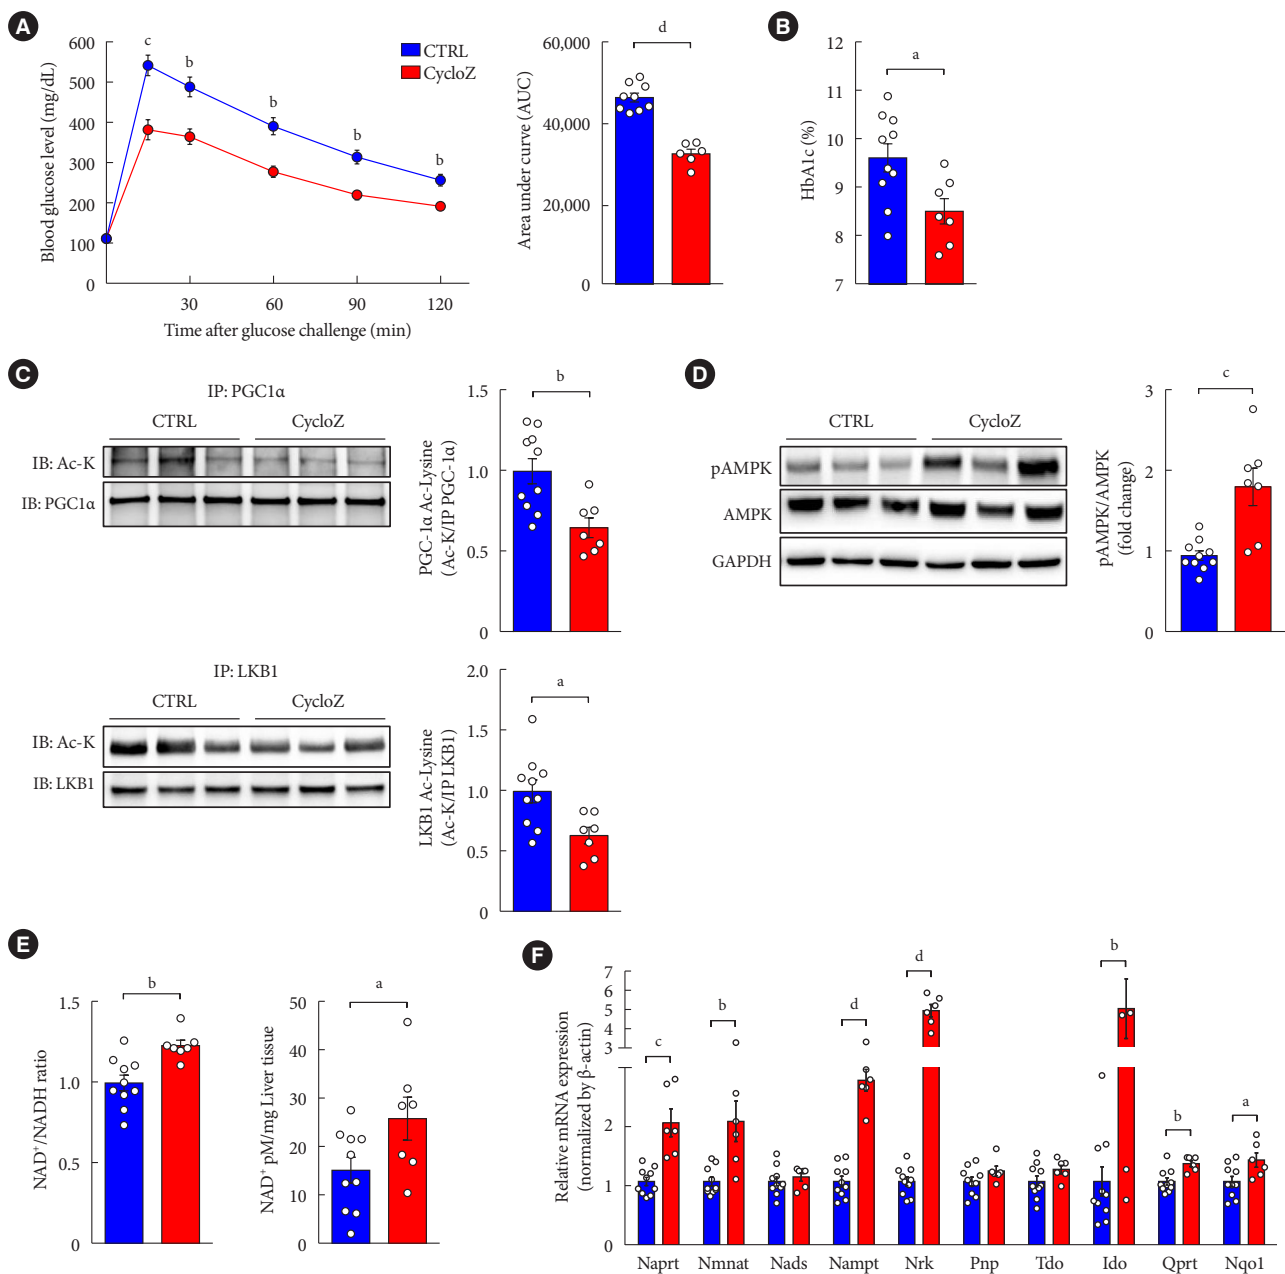 A
Blood glucose level (mg/dL)
600
500
400
300
200
100
0
c
b
b
b
b
CTRL
CycloZ
30
60
90
120
Time after glucose challenge (min)
Area under curve (AUC)
60,000
40,000
20,000
0
d
B
HbA1c (%)
12
11
10
9
8
7
a
C
IP: PGC1α
CTRL
CycloZ
IB: Ac-K
IB: PGC1α
PGC-1α Ac-Lysine
(Ac-K/IP PGC-1α)
1.5
1.0
0.5
0
b
IP: LKB1
CTRL
CycloZ
IB: Ac-K
IB: LKB1
LKB1 Ac-Lysine
(Ac-K/IP LKB1)
2.0
1.5
1.0
0.5
0
a
D
CTRL
CycloZ
pAMPK
AMPK
GAPDH
pAMPK/AMPK
(fold change)
3
2
1
0
c
E
NAD⁺/NADH ratio
1.5
1.0
0.5
0
b
NAD⁺ pM/mg Liver tissue
50
40
30
20
10
0
a
F
Relative mRNA expression
(normalized by β-actin)
7
6
5
4
3
2
1
0
c
b
d
d
b
b
a
Naprt
Nmnat
Nads
Nampt
Nrk
Pnp
Tdo
Ido
Qprt
Nqo1